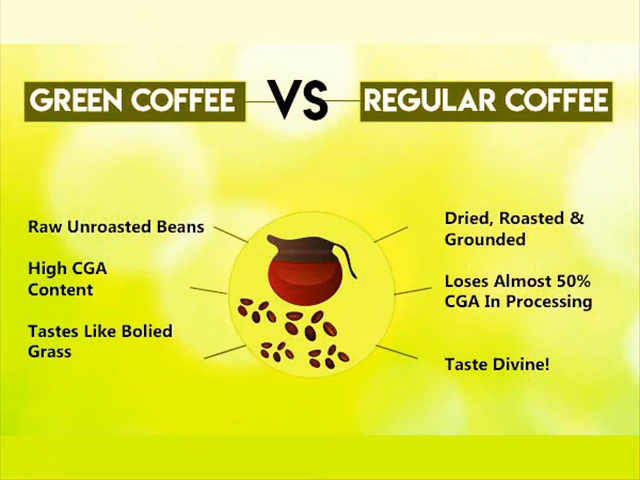 GREEN COFFEE VS REGULAR COFFEE
Raw Unroasted Beans
High CGA
Content
Tastes Like Bolied
Grass
Dried, Roasted &
Grounded
Loses Almost 50%
CGA In Processing
Taste Divine!